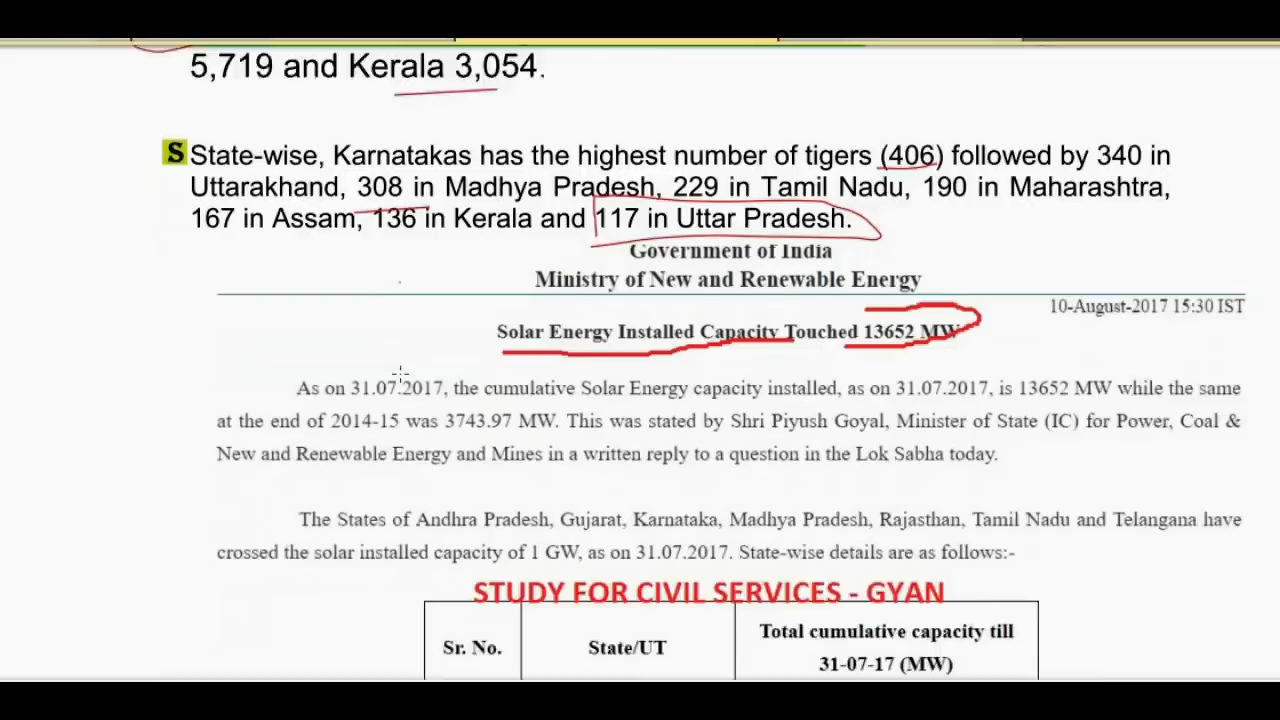 5,719 and Kerala 3,054.
S State-wise, Karnatakas has the highest number of tigers (406) followed by 340 in
Uttarakhand, 308 in Madhya Pradesh, 229 in Tamil Nadu, 190 in Maharashtra,
167 in Assam, 136 in Kerala and 117 in Uttar Pradesh.
Government of India
Ministry of New and Renewable Energy
10-August-2017 15:30 IST
Solar Energy Installed Capacity Touched 13652 MW
As on 31.07.2017, the cumulative Solar Energy capacity installed, as on 31.07.2017, is 13652 MW while the same
at the end of 2014-15 was 3743.97 MW. This was stated by Shri Piyush Goyal, Minister of State (IC) for Power, Coal &
New and Renewable Energy and Mines in a written reply to a question in the Lok Sabha today.
The States of Andhra Pradesh, Gujarat, Karnataka, Madhya Pradesh, Rajasthan, Tamil Nadu and Telangana have
crossed the solar installed capacity of 1 GW, as on 31.07.2017. State-wise details are as follows:-
STUDY FOR CIVIL SERVICES - GYAN
Sr. No. State/UT Total cumulative capacity till
31-07-17 (MW)